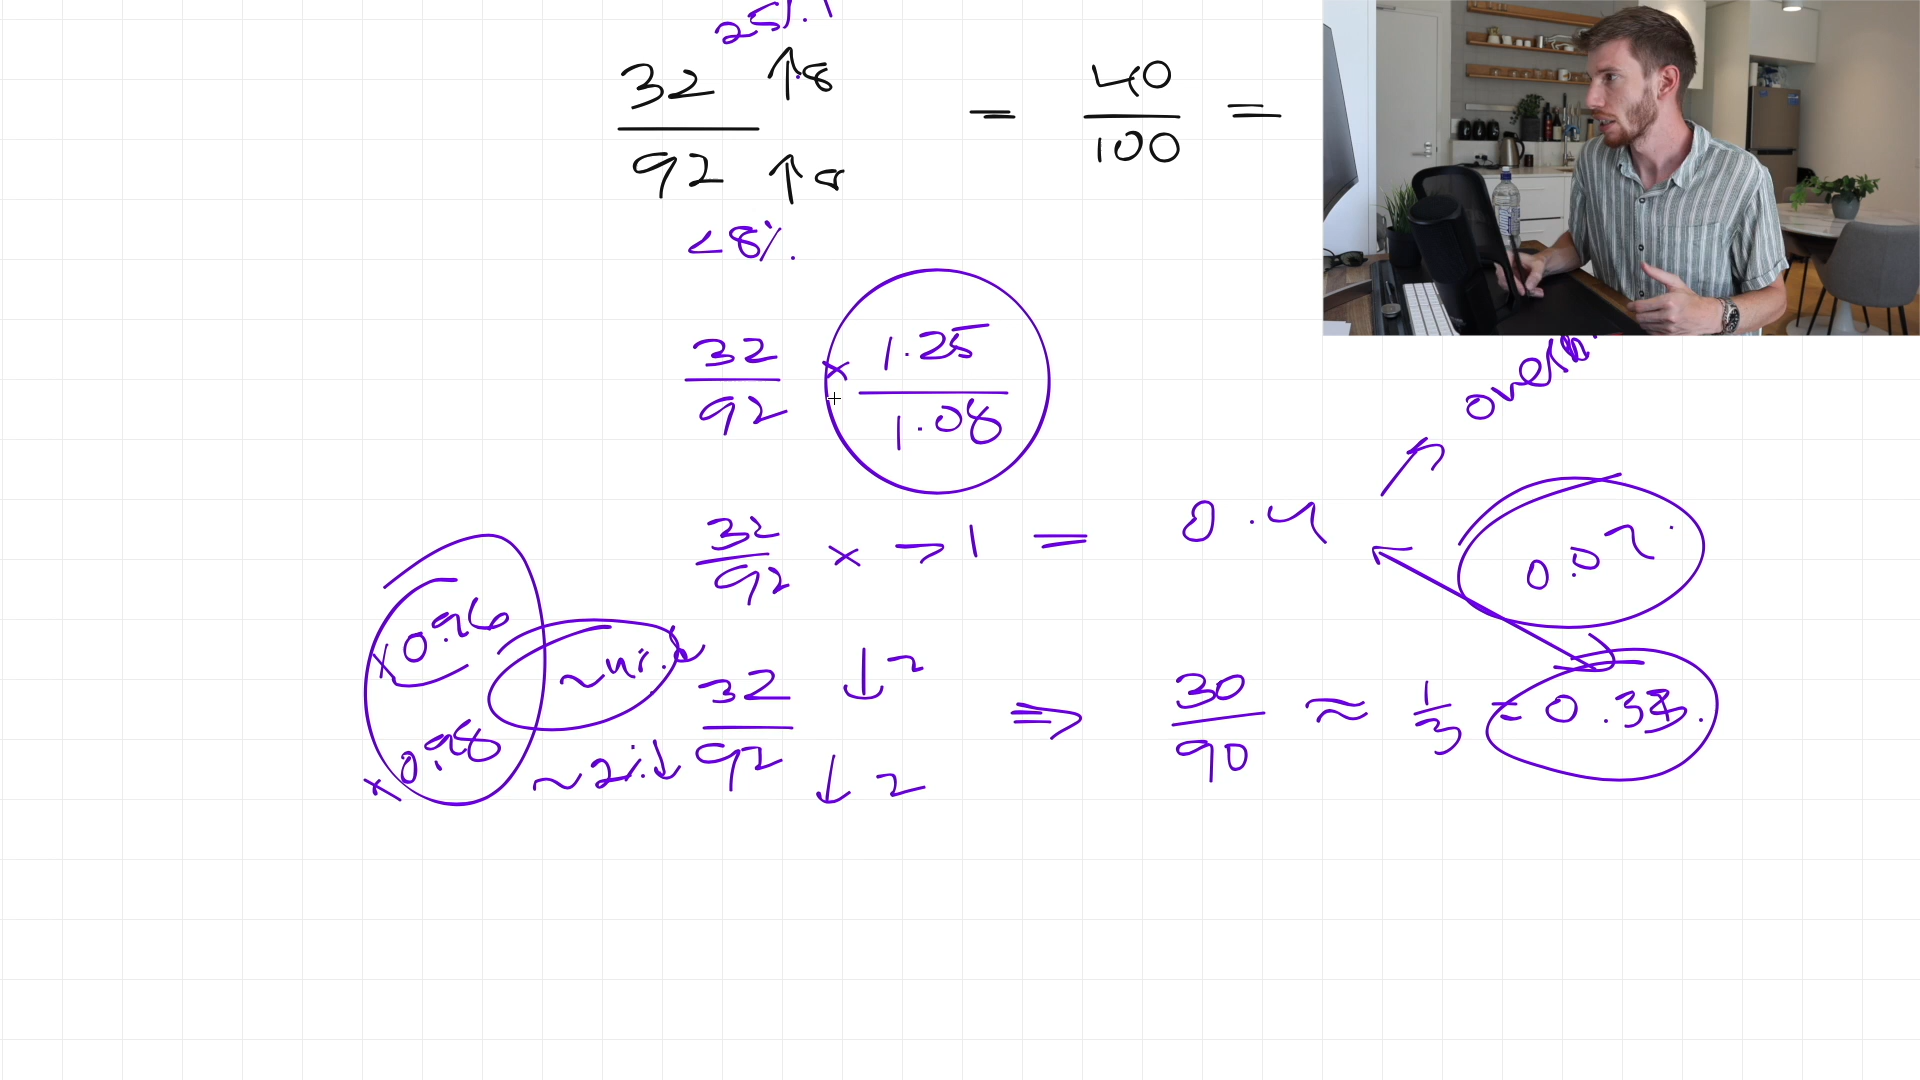 25%↑
32 ↑8 = 40 =
92 ↑8 100
<8%
32 × 1.25
92 1.08
32 × >1 = 0.4
92
0.07
×0.96
~4%↓ 32 ↓2 ⇒ 30 ≈ 1 = 0.33.
×0.98
~2%↓ 92 ↓2 90 3